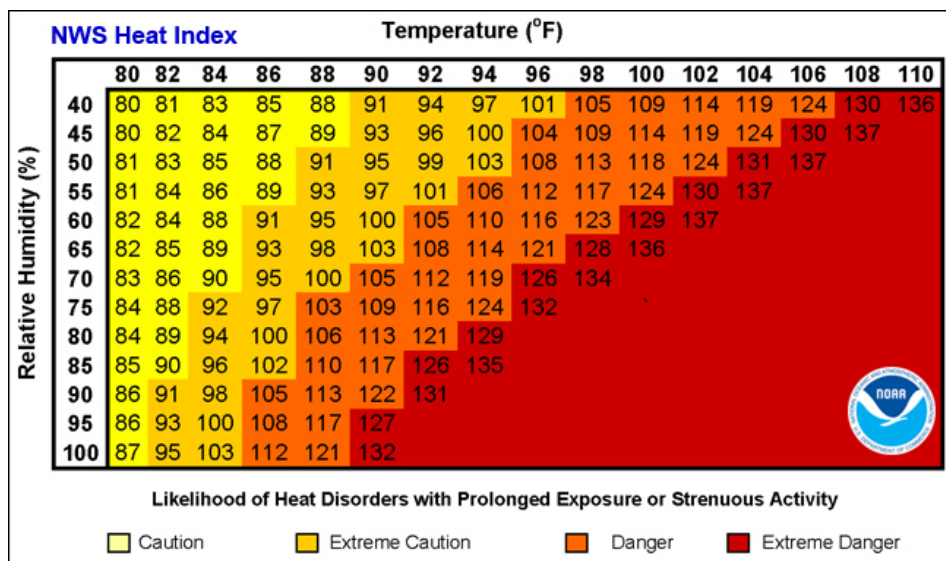 NWS Heat Index Temperature (°F)
80 82 84 86 88 90 92 94 96 98 100 102 104 106 108 110
Relative Humidity (%)
40 80 81 83 85 88 91 94 97 101 105 109 114 119 124 130 136
45 80 82 84 87 89 93 96 100 104 109 114 119 124 130 137
50 81 83 85 88 91 95 99 103 108 113 118 124 131 137
55 81 84 86 89 93 97 101 106 112 117 124 130 137
60 82 84 88 91 95 100 105 110 116 123 129 137
65 82 85 89 93 98 103 108 114 121 128 136
70 83 86 90 95 100 105 112 119 126 134
75 84 88 92 97 103 109 116 124 132
80 84 89 94 100 106 113 121 129
85 85 90 96 102 110 117 126 135
90 86 91 98 105 113 122 131
95 86 93 100 108 117 127
100 87 95 103 112 121 132
NOAA
Likelihood of Heat Disorders with Prolonged Exposure or Strenuous Activity
Caution Extreme Caution Danger Extreme Danger